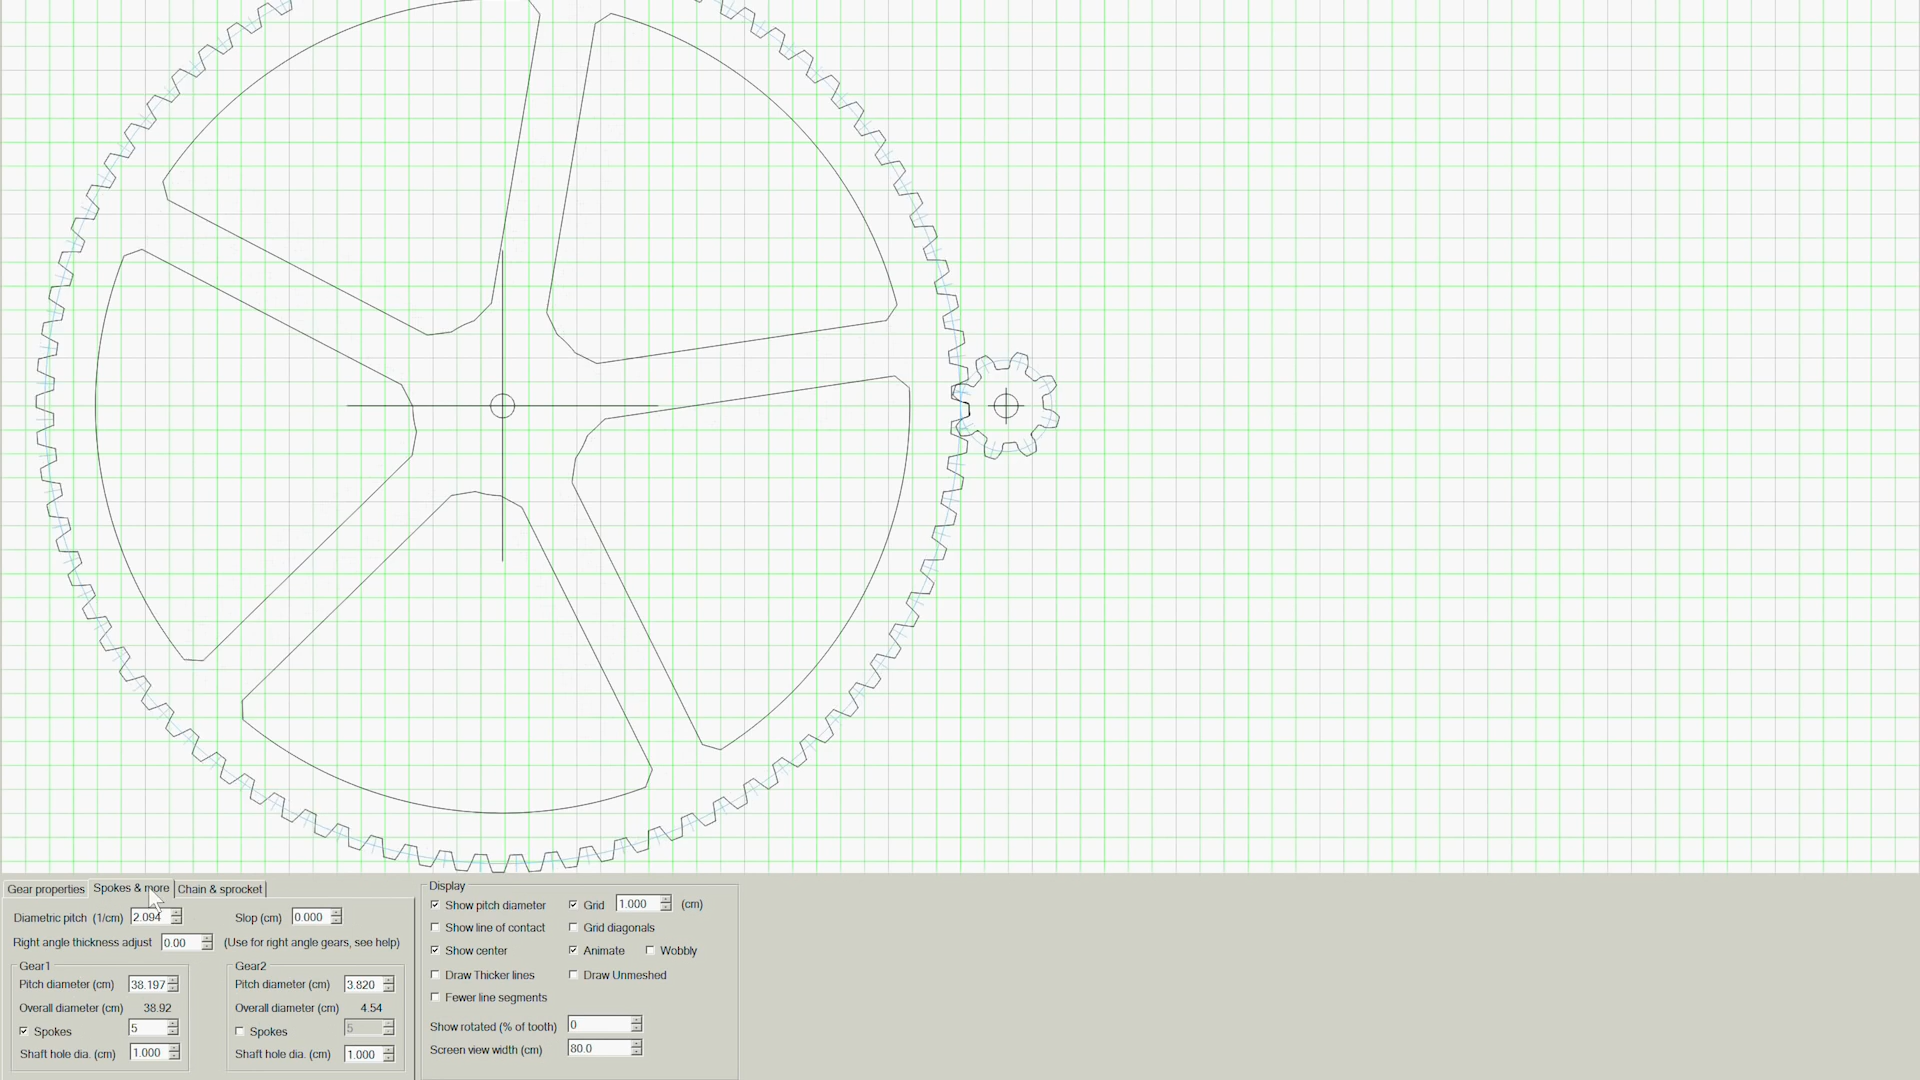 Gear properties Spokes & more Chain & sprocket
Diametric pitch (1/cm) 2.094 Slop (cm) 0.000
Right angle thickness adjust 0.00 (Use for right angle gears, see help)
Gear1
Pitch diameter (cm) 38.197
Overall diameter (cm) 38.92
Spokes 5
Shaft hole dia. (cm) 1.000
Gear2
Pitch diameter (cm) 3.820
Overall diameter (cm) 4.54
Spokes 5
Shaft hole dia. (cm) 1.000
Display
Show pitch diameter Grid 1.000 (cm)
Show line of contact Grid diagonals
Show center Animate Wobbly
Draw Thicker lines Draw Unmeshed
Fewer line segments
Show rotated (% of tooth) 0
Screen view width (cm) 80.0